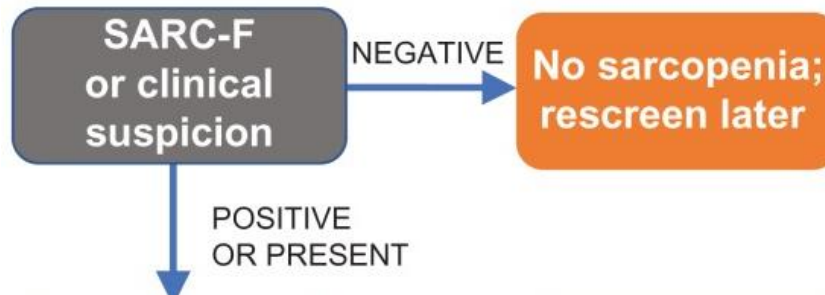 SARC-F
or clinical
suspicion
NEGATIVE
No sarcopenia;
rescreen later
POSITIVE
OR PRESENT